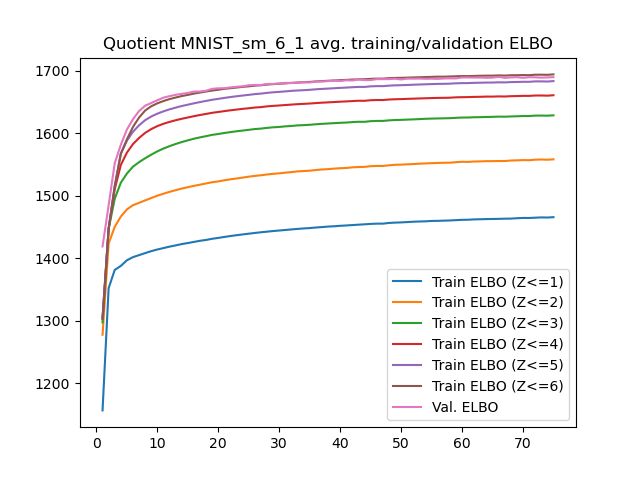 Quotient MNIST_sm_6_1 avg. training/validation ELBO
1700
1600
1500
1400
1300
1200
Train ELBO (Z<=1)
Train ELBO (Z<=2)
Train ELBO (Z<=3)
Train ELBO (Z<=4)
Train ELBO (Z<=5)
Train ELBO (Z<=6)
Val. ELBO
0 10 20 30 40 50 60 70